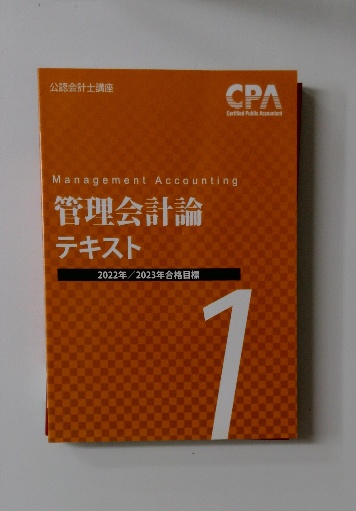 公認会計士講座
CPA
Certified Public Accountant
Management Accounting
管理会計論
テキスト
2022年/2023年合格目標
1